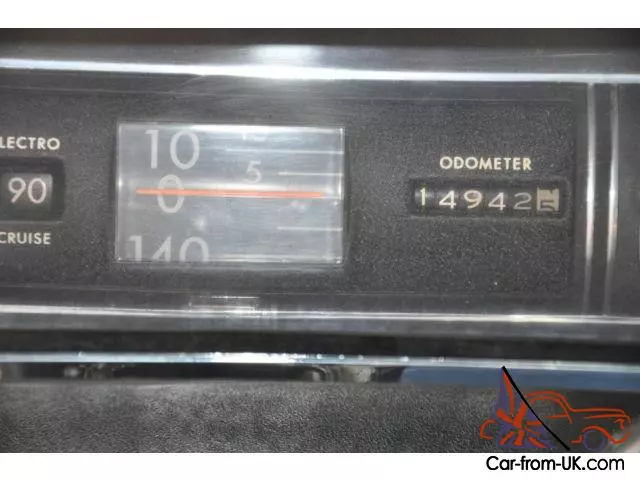 LECTRO
90
CRUISE
10
5
0
140
ODOMETER
14942
Car-from-UK.com